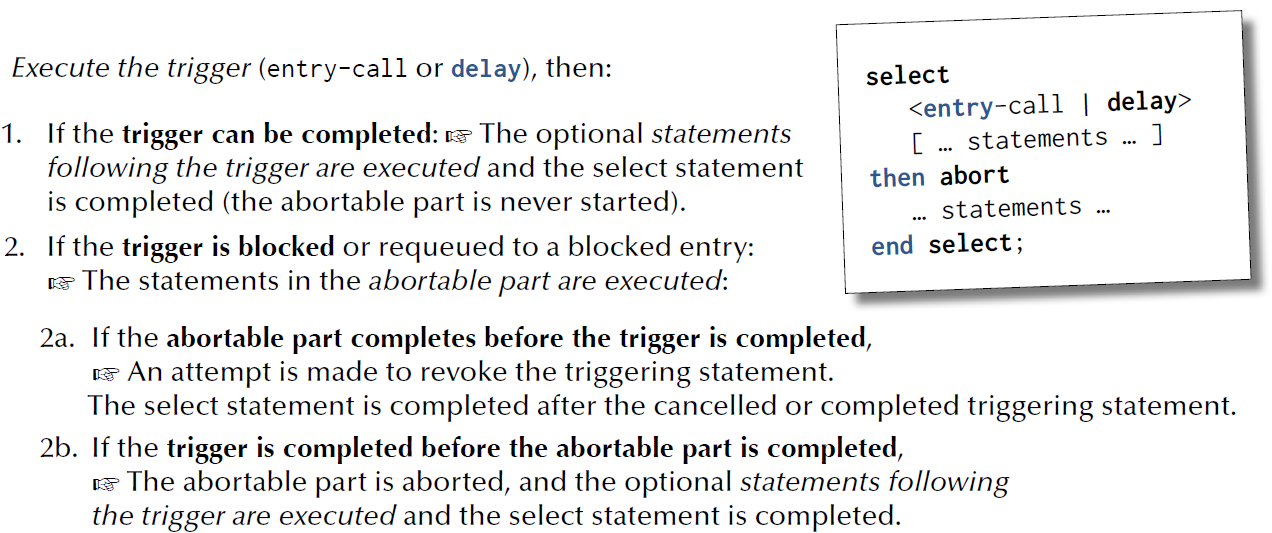 Execute the trigger (entry-call or delay), then:
1. If the trigger can be completed: ☞ The optional statements
following the trigger are executed and the select statement
is completed (the abortable part is never started).
2. If the trigger is blocked or requeued to a blocked entry:
☞ The statements in the abortable part are executed:
2a. If the abortable part completes before the trigger is completed,
☞ An attempt is made to revoke the triggering statement.
The select statement is completed after the cancelled or completed triggering statement.
2b. If the trigger is completed before the abortable part is completed,
☞ The abortable part is aborted, and the optional statements following
the trigger are executed and the select statement is completed.
select
<entry-call | delay>
[ … statements … ]
then abort
… statements …
end select;